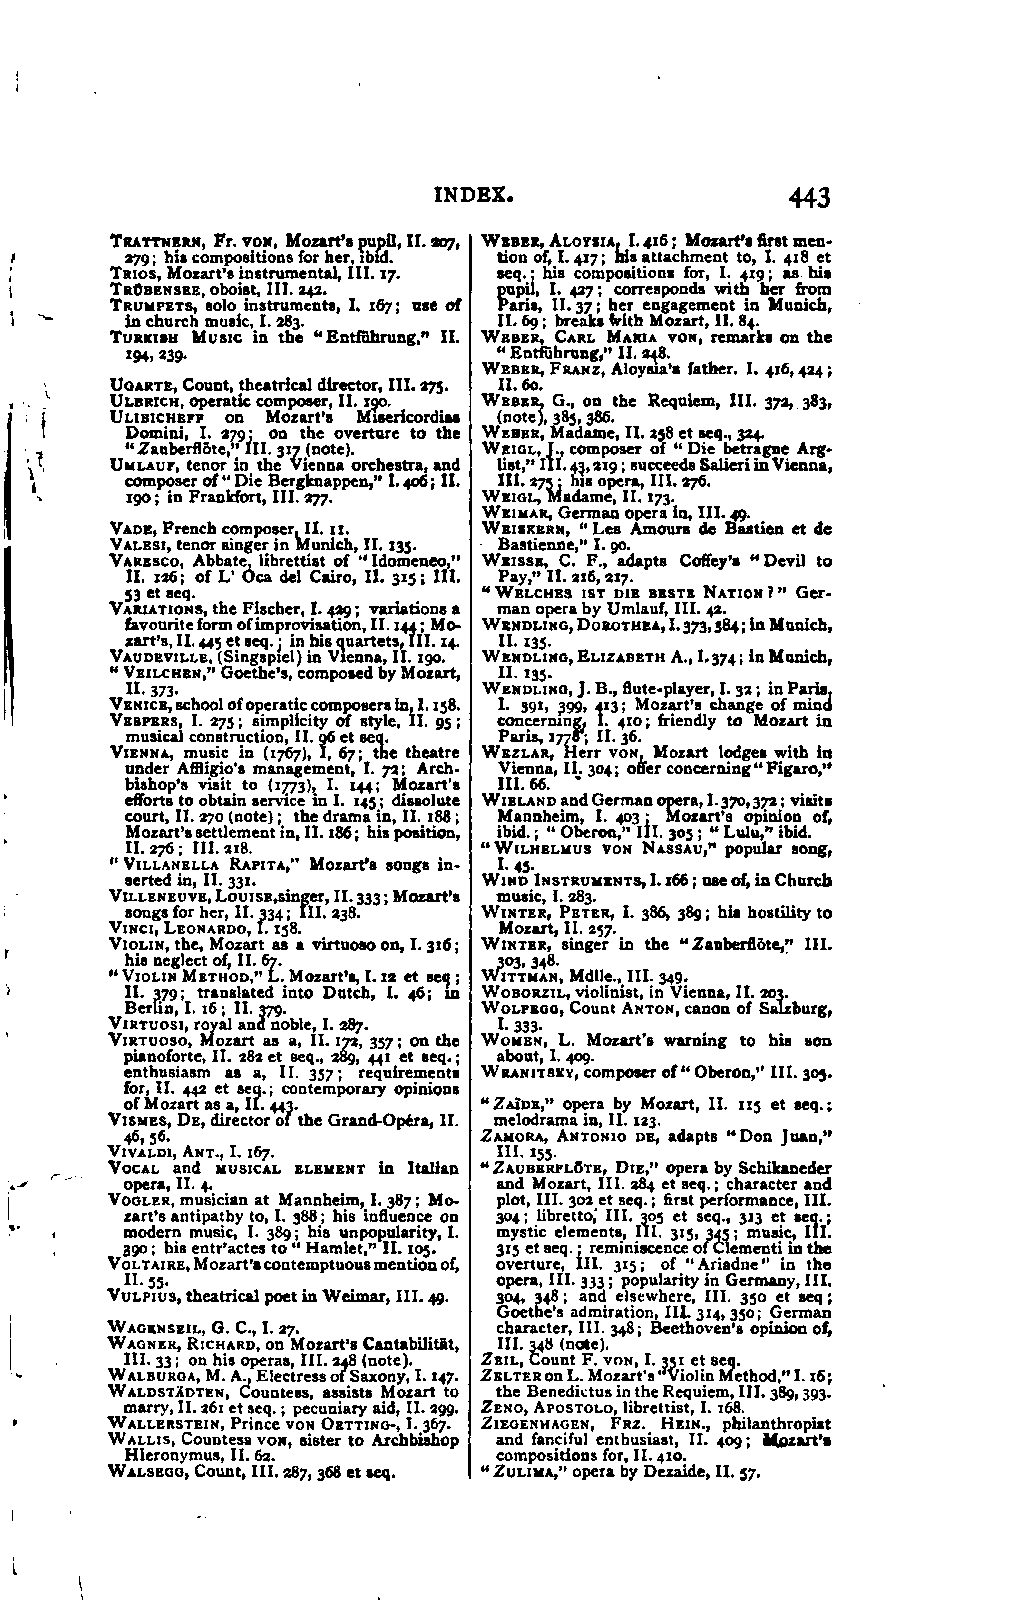 INDEX. 443
TRATTNERN, Fr. VON, Mozart's pupil, II. 207,
279; his compositions for her, ibid.
TRIOS, Mozart's instrumental, III. 17.
TRÜBENSEE, oboist, III. 242.
TRUMPETS, solo instruments, I. 167; use of
in church music, I. 283.
TURKISH MUSIC in the "Entführung," II.
194, 239.
UGARTE, Count, theatrical director, III. 275.
ULBRICH, operatic composer, II. 190.
ULIBICHEFF on Mozart's Misericordias
Domini, I. 279; on the overture to the
"Zauberflöte," III. 317 (note).
UMLAUF, tenor in the Vienna orchestra, and
composer of "Die Bergknappen," I. 406; II.
190; in Frankfort, III. 277.
VADE, French composer, II. 11.
VALESI, tenor singer in Munich, II. 135.
VARESCO, Abbate, librettist of "Idomeneo,"
II. 126; of L' Oca del Cairo, II. 315; III.
53 et seq.
VARIATIONS, the Fischer, I. 429; variations a
favourite form of improvisation, II. 144; Mo-
zart's, II. 445 et seq.; in his quartets, III. 14.
VAUDEVILLE, (Singspiel) in Vienna, II. 190.
"VEILCHEN," Goethe's, composed by Mozart,
II. 373.
VENICE, school of operatic composers in, I. 158.
VESPERS, I. 275; simplicity of style, II. 95;
musical construction, II. 96 et seq.
VIENNA, music in (1767), I. 67; the theatre
under Affligio's management, I. 72; Arch-
bishop's visit to (1773), I. 144; Mozart's
efforts to obtain service in I. 145; dissolute
court, II. 270 (note); the drama in, II. 188;
Mozart's settlement in, II. 186; his position,
II. 276; III. 218.
"VILLANELLA RAPITA," Mozart's songs in-
serted in, II. 331.
VILLENEUVE, LOUISE, singer, II. 333; Mozart's
songs for her, II. 334; III. 238.
VINCI, LEONARDO, I. 158.
VIOLIN, the, Mozart as a virtuoso on, I. 316;
his neglect of, II. 67.
"VIOLIN METHOD," L. Mozart's, I. 12 et seq;
II. 379; translated into Dutch, I. 46; in
Berlin, I. 16; II. 379.
VIRTUOSI, royal and noble, I. 287.
VIRTUOSO, Mozart as a, II. 172, 357; on the
pianoforte, II. 282 et seq., 289, 441 et seq.;
enthusiasm as a, II. 357; requirements
for, II. 442 et seq.; contemporary opinions
of Mozart as a, II. 443.
VISMES, DE, director of the Grand-Opéra, II.
46, 56.
VIVALDI, ANT., I. 167.
VOCAL and MUSICAL ELEMENT in Italian
opera, II. 4.
VOGLER, musician at Mannheim, I. 387; Mo-
zart's antipathy to, I. 388; his influence on
modern music, I. 389; his unpopularity, I.
390; his entr'actes to "Hamlet," II. 105.
VOLTAIRE, Mozart's contemptuous mention of,
II. 55.
VULPIUS, theatrical poet in Weimar, III. 49.
WAGENSEIL, G. C., I. 27.
WAGNER, RICHARD, on Mozart's Cantabilität,
III. 33; on his operas, III. 248 (note).
WALBURGA, M. A., Electress of Saxony, I. 147.
WALDSTÄDTEN, Countess, assists Mozart to
marry, II. 261 et seq.; pecuniary aid, II. 299.
WALLERSTEIN, Prince VON OETTING-, I. 367.
WALLIS, Countess VON, sister to Archbishop
Hieronymus, II. 62.
WALSEGG, Count, III. 287, 368 et seq.
WEBER, ALOYSIA, I. 416; Mozart's first men-
tion of, I. 417; his attachment to, I. 418 et
seq.; his compositions for, I. 419; as his
pupil, I. 427; corresponds with her from
Paris, II. 37; her engagement in Munich,
II. 69; breaks with Mozart, II. 84.
WEBER, CARL MARIA VON, remarks on the
"Entführung," II. 248.
WEBER, FRANZ, Aloysia's father. I. 416, 424;
II. 60.
WEBER, G., on the Requiem, III. 372, 383,
(note), 385, 386.
WEBER, Madame, II. 258 et seq., 324.
WEIGL, J., composer of "Die betragne Arg-
list," III. 43, 219; succeeds Salieri in Vienna,
III. 275; his opera, III. 276.
WEIGL, Madame, II. 173.
WEIMAR, German opera in, III. 49.
WEISKERN, "Les Amours de Bastien et de
Bastienne," I. 90.
WEISSE, C. F., adapts Coffey's "Devil to
Pay," II. 216, 217.
"WELCHES IST DIE BESTE NATION?" Ger-
man opera by Umlauf, III. 42.
WENDLING, DOROTHEA, I. 373, 384; in Munich,
II. 135.
WENDLING, ELIZABETH A., I. 374; in Munich,
II. 135.
WENDLING, J. B., flute-player, I. 32; in Paris,
I. 391, 399, 413; Mozart's change of mind
concerning, I. 410; friendly to Mozart in
Paris, 1778; II. 36.
WEZLAR, Herr VON, Mozart lodges with in
Vienna, II. 304; offer concerning "Figaro,"
III. 66.
WIELAND and German opera, I. 370, 372; visits
Mannheim, I. 403; Mozart's opinion of,
ibid.; "Oberon," III. 305; "Lulu," ibid.
"WILHELMUS VON NASSAU," popular song,
I. 45.
WIND INSTRUMENTS, I. 166; use of, in Church
music, I. 283.
WINTER, PETER, I. 386, 389; his hostility to
Mozart, II. 257.
WINTER, singer in the "Zauberflöte," III.
303, 348.
WITTMAN, Mdlle., III. 349.
WOBORZIL, violinist, in Vienna, II. 203.
WOLFEGG, Count ANTON, canon of Salzburg,
I. 333.
WOMEN, L. Mozart's warning to his son
about, I. 409.
WRANITSKY, composer of "Oberon," III. 305.
"ZAÏDE," opera by Mozart, II. 115 et seq.;
melodrama in, II. 123.
ZAMORA, ANTONIO DE, adapts "Don Juan,"
III. 155.
"ZAUBERFLÖTE, DIE," opera by Schikaneder
and Mozart, III. 284 et seq.; character and
plot, III. 302 et seq.; first performance, III.
304; libretto, III. 305 et seq., 313 et seq.;
mystic elements, III. 315, 345; music, III.
315 et seq.; reminiscence of Clementi in the
overture, III. 315; of "Ariadne" in the
opera, III. 333; popularity in Germany, III.
304, 348; and elsewhere, III. 350 et seq;
Goethe's admiration, III. 314, 350; German
character, III. 348; Beethoven's opinion of,
III. 348 (note).
ZEIL, Count F. VON, I. 351 et seq.
ZELTER on L. Mozart's "Violin Method," I. 16;
the Benedictus in the Requiem, III. 389, 393.
ZENO, APOSTOLO, librettist, I. 168.
ZIEGENHAGEN, FRZ. HEIN., philanthropist
and fanciful enthusiast, II. 409; Mozart's
compositions for, II. 410.
"ZULIMA," opera by Dezaide, II. 57.